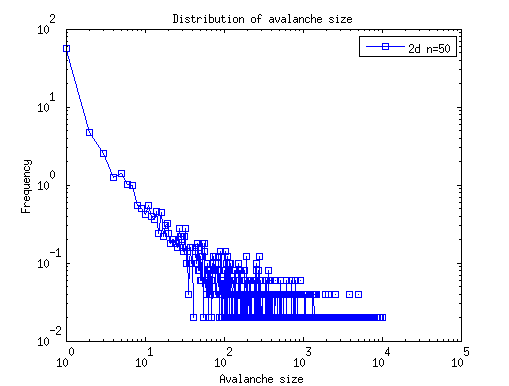 Distribution of avalanche size
10^2
2d n=50
10^1
Frequency
10^0
10^-1
10^-2
10^0 10^1 10^2 10^3 10^4 10^5
Avalanche size